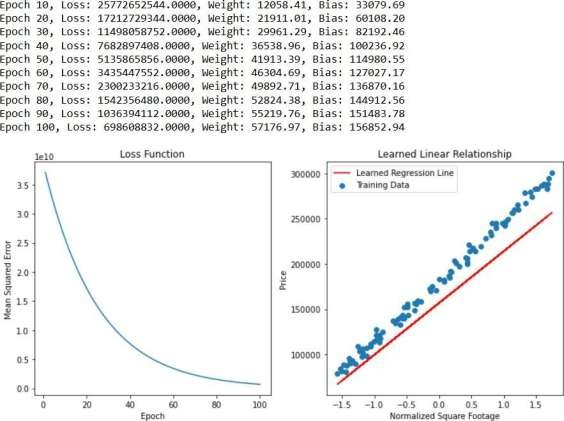 Epoch 10, Loss: 25772652544.0000, Weight: 12058.41, Bias: 33079.69
Epoch 20, Loss: 17212729344.0000, Weight: 21911.01, Bias: 60108.20
Epoch 30, Loss: 11498058752.0000, Weight: 29961.29, Bias: 82192.46
Epoch 40, Loss: 7682897408.0000, Weight: 36538.96, Bias: 100236.92
Epoch 50, Loss: 5135865856.0000, Weight: 41913.39, Bias: 114980.55
Epoch 60, Loss: 3435447552.0000, Weight: 46304.69, Bias: 127027.17
Epoch 70, Loss: 2300233216.0000, Weight: 49892.71, Bias: 136870.16
Epoch 80, Loss: 1542356480.0000, Weight: 52824.38, Bias: 144912.56
Epoch 90, Loss: 1036394112.0000, Weight: 55219.76, Bias: 151483.78
Epoch 100, Loss: 698608832.0000, Weight: 57176.97, Bias: 156852.94
Loss Function
1e10
3.5
3.0
2.5
2.0
1.5
1.0
0.5
0.0
Mean Squared Error
0
20
40
60
80
100
Epoch
Learned Linear Relationship
Learned Regression Line
Training Data
300000
250000
200000
150000
100000
Price
-1.5
-1.0
-0.5
0.0
0.5
1.0
1.5
Normalized Square Footage